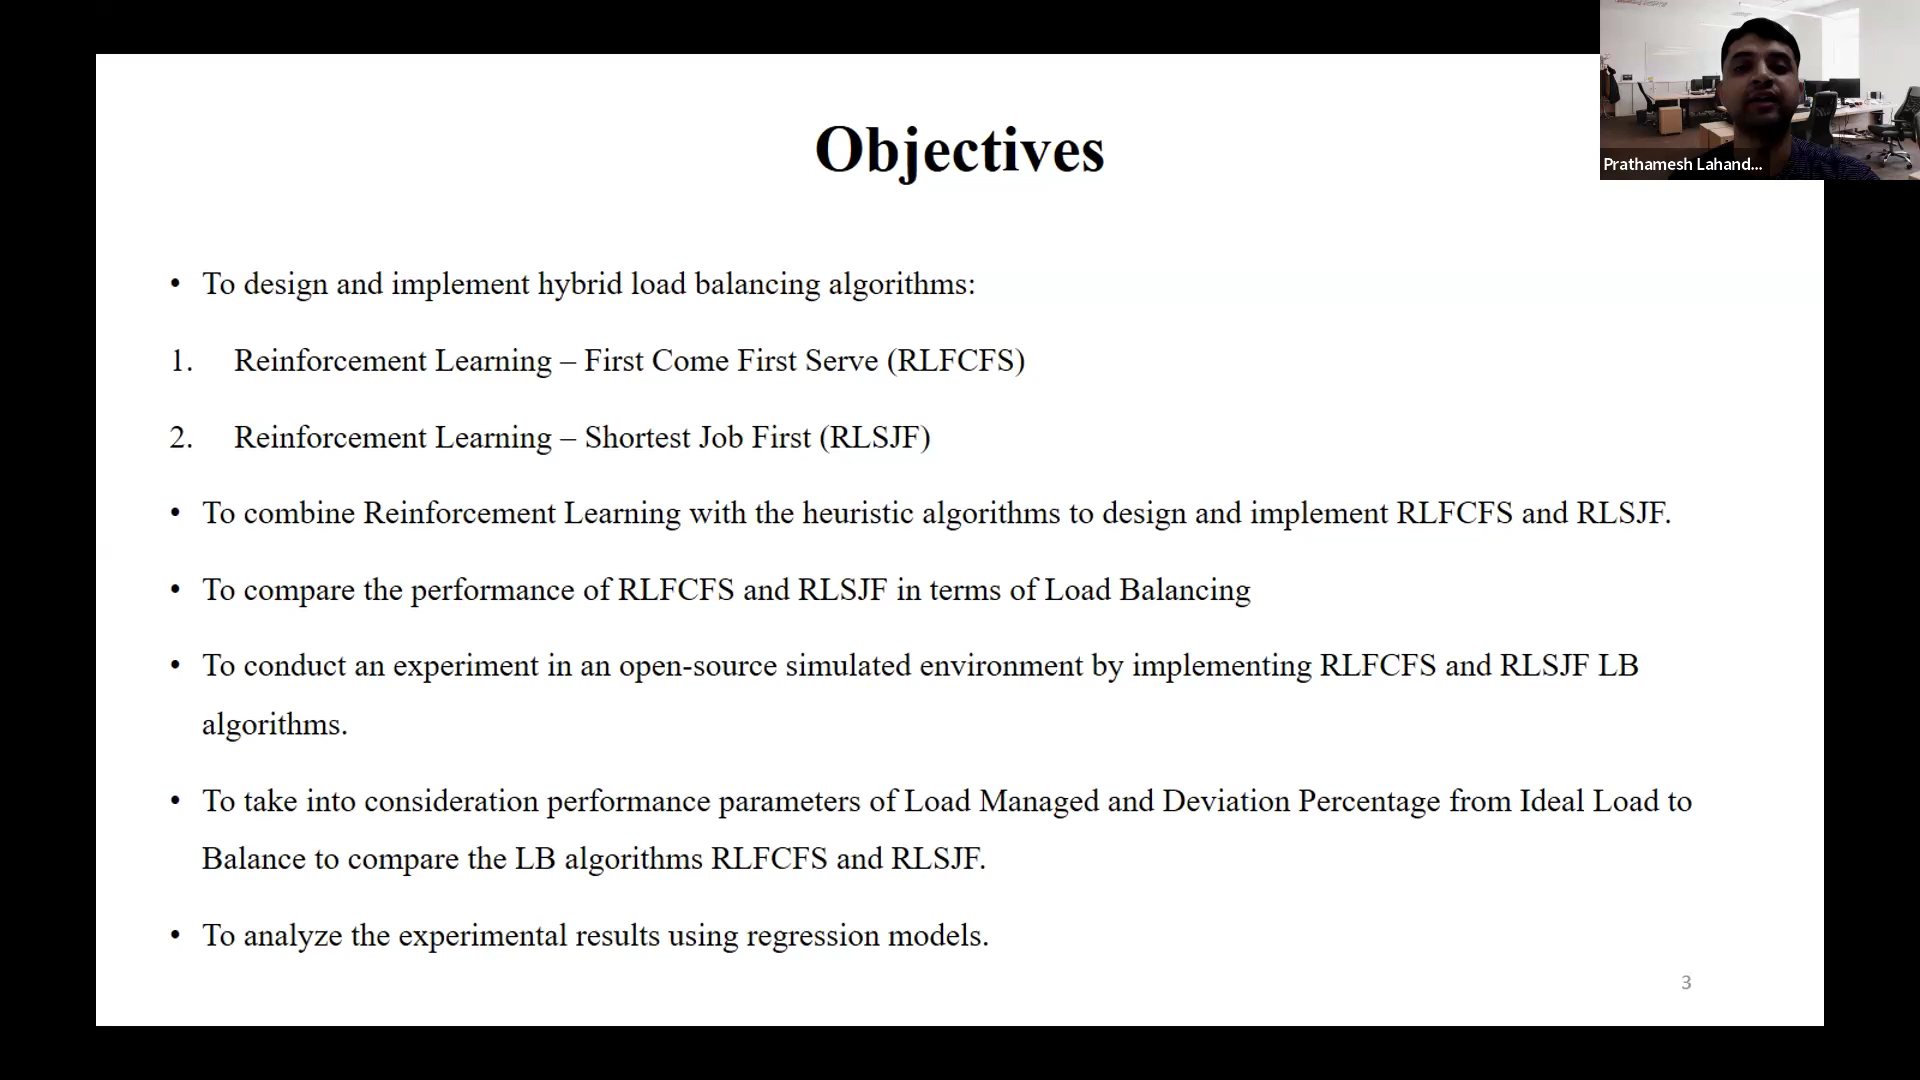 Objectives
Prathamesh Lahand...
• To design and implement hybrid load balancing algorithms:
1. Reinforcement Learning – First Come First Serve (RLFCFS)
2. Reinforcement Learning – Shortest Job First (RLSJF)
• To combine Reinforcement Learning with the heuristic algorithms to design and implement RLFCFS and RLSJF.
• To compare the performance of RLFCFS and RLSJF in terms of Load Balancing
• To conduct an experiment in an open-source simulated environment by implementing RLFCFS and RLSJF LB
algorithms.
• To take into consideration performance parameters of Load Managed and Deviation Percentage from Ideal Load to
Balance to compare the LB algorithms RLFCFS and RLSJF.
• To analyze the experimental results using regression models.
3